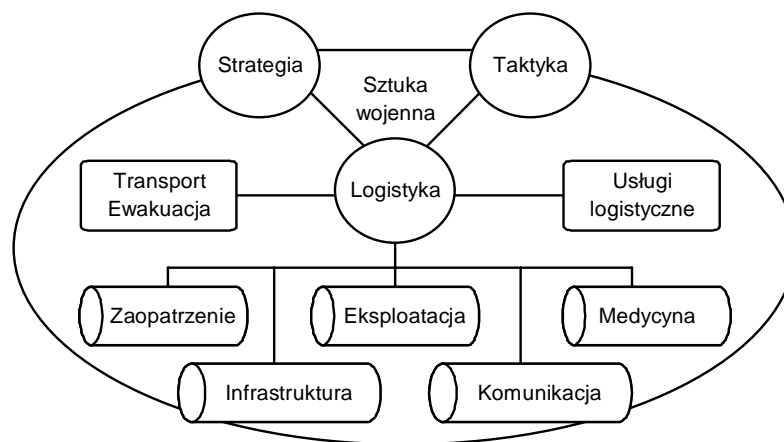 Strategia
Taktyka
Sztuka
wojenna
Transport
Ewakuacja
Logistyka
Usługi
logistyczne
Zaopatrzenie
Eksploatacja
Medycyna
Infrastruktura
Komunikacja